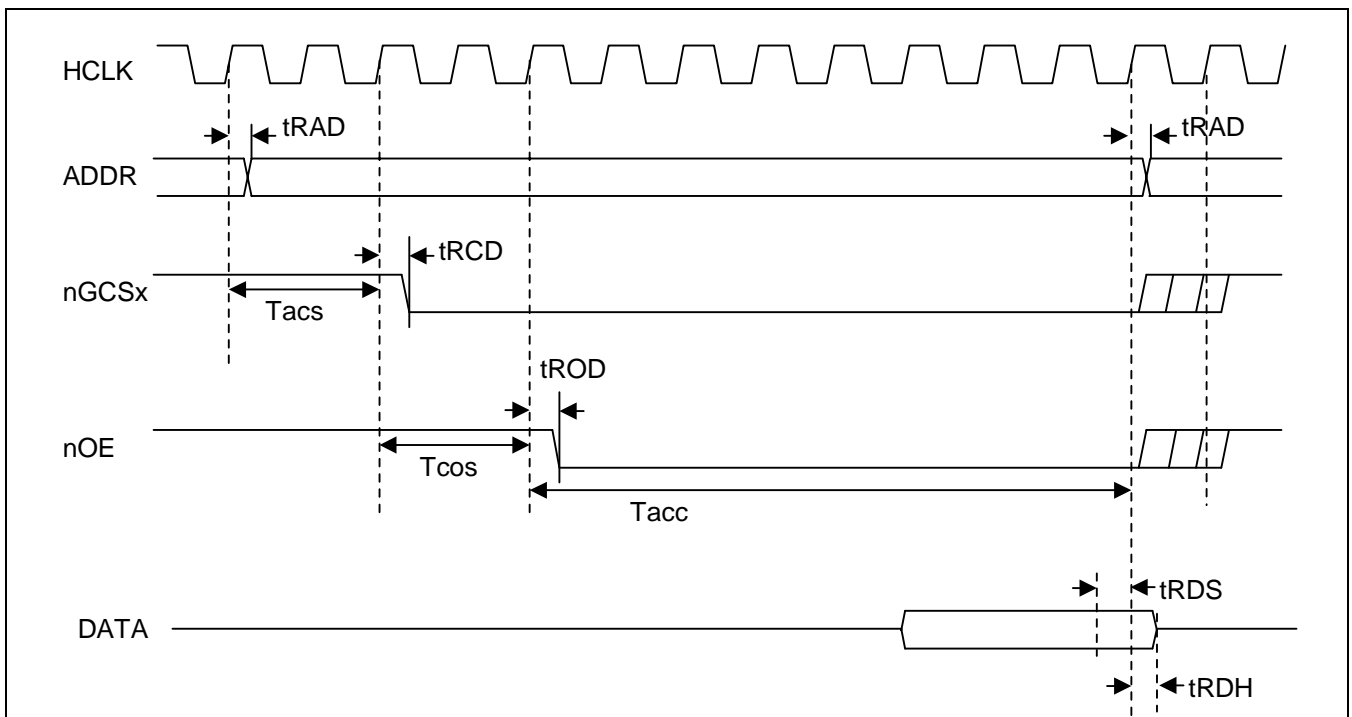 HCLK
tRAD
tRAD
ADDR
tRCD
nGCSx
Tacs
tROD
nOE
Tcos
Tacc
tRDS
DATA
tRDH